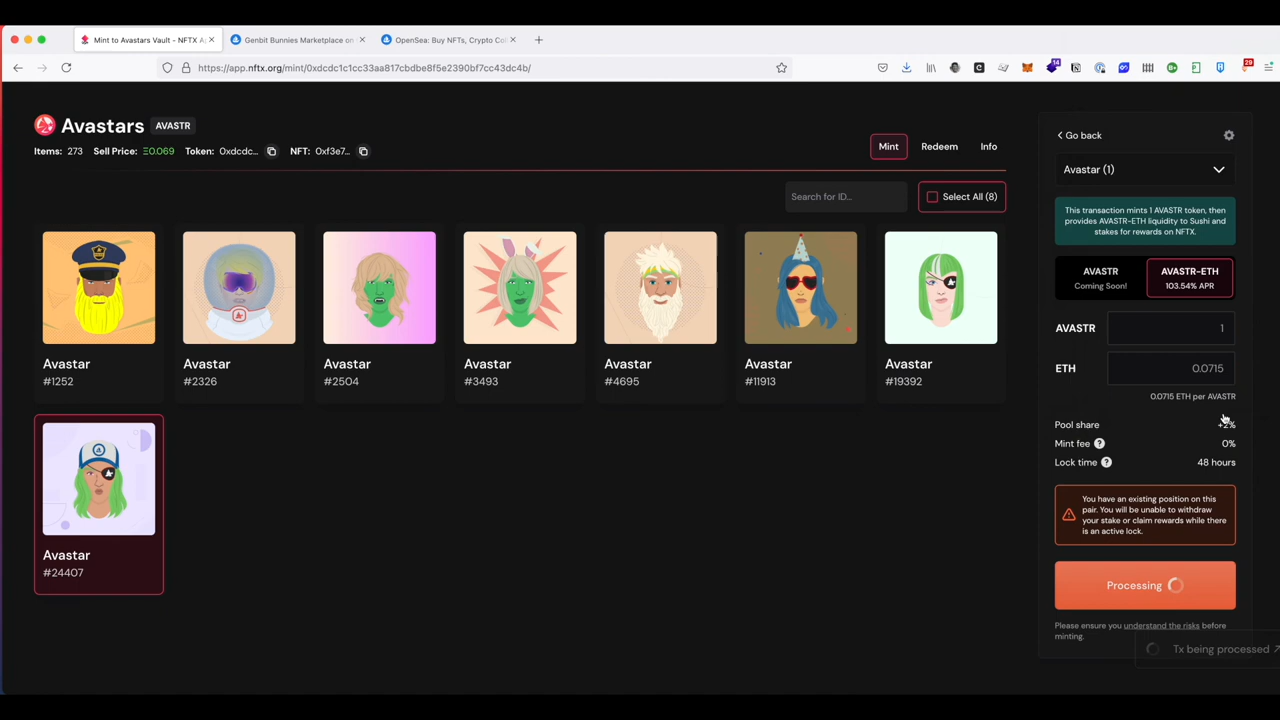 Mint to Avastars Vault - NFTX A
Genbit Bunnies Marketplace on
OpenSea: Buy NFTs, Crypto Co
https://app.nftx.org/mint/0xdcdc1c1cc33aa817cbdbe8f5e2390bf7cc43dc4b/
14
29
Avastars
AVASTR
Items: 273
Sell Price: Ξ0.069
Token: 0xdcdc...
NFT: 0xf3e7...
Mint
Redeem
Info
Search for ID...
Select All (8)
Avastar
#1252
Avastar
#2326
Avastar
#2504
Avastar
#3493
Avastar
#4695
Avastar
#11913
Avastar
#19392
Avastar
#24407
Go back
Avastar (1)
This transaction mints 1 AVASTR token, then
provides AVASTR-ETH liquidity to Sushi and
stakes for rewards on NFTX.
AVASTR
Coming Soon!
AVASTR-ETH
103.54% APR
AVASTR
1
ETH
0.0715
0.0715 ETH per AVASTR
Pool share
+2%
Mint fee ?
0%
Lock time ?
48 hours
You have an existing position on this
pair. You will be unable to withdraw
your stake or claim rewards while there
is an active lock.
Processing
Please ensure you understand the risks before
minting.
Tx being processed